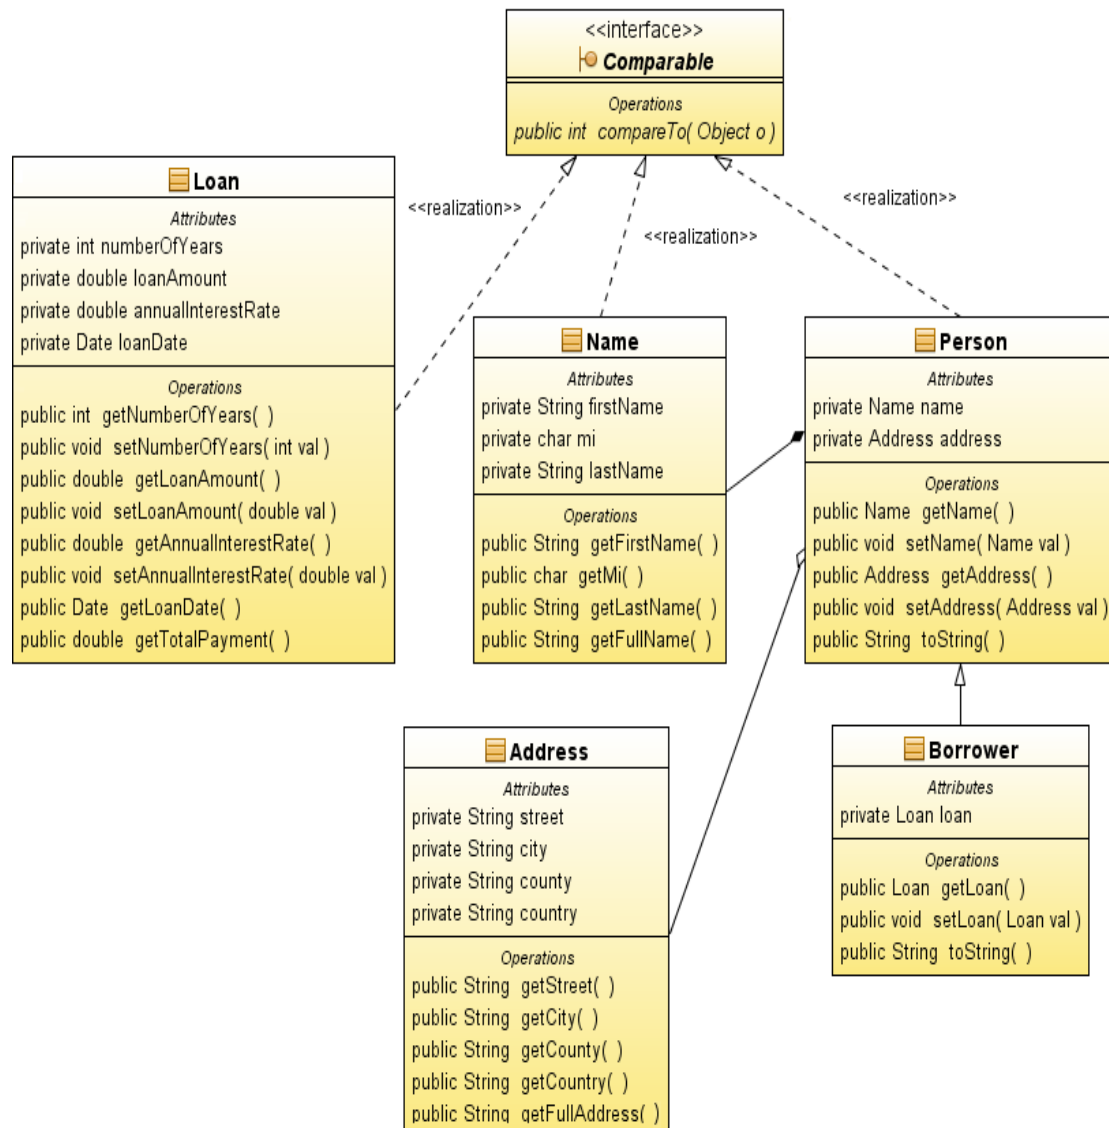 <<interface>>
Comparable
Operations
public int compareTo( Object o )
<<realization>>
<<realization>>
<<realization>>
Loan
Attributes
private int numberOfYears
private double loanAmount
private double annualInterestRate
private Date loanDate
Operations
public int getNumberOfYears( )
public void setNumberOfYears( int val )
public double getLoanAmount( )
public void setLoanAmount( double val )
public double getAnnualInterestRate( )
public void setAnnualInterestRate( double val )
public Date getLoanDate( )
public double getTotalPayment( )
Name
Attributes
private String firstName
private char mi
private String lastName
Operations
public String getFirstName( )
public char getMi( )
public String getLastName( )
public String getFullName( )
Person
Attributes
private Name name
private Address address
Operations
public Name getName( )
public void setName( Name val )
public Address getAddress( )
public void setAddress( Address val )
public String toString( )
Address
Attributes
private String street
private String city
private String county
private String country
Operations
public String getStreet( )
public String getCity( )
public String getCounty( )
public String getCountry( )
public String getFullAddress( )
Borrower
Attributes
private Loan loan
Operations
public Loan getLoan( )
public void setLoan( Loan val )
public String toString( )